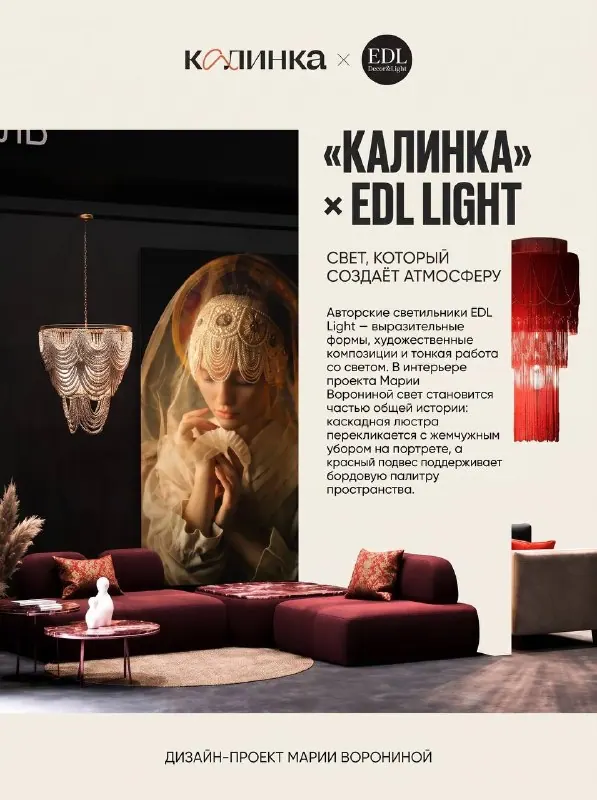 калинка × EDL
Decor&Light
«КАЛИНКА»
× EDL LIGHT
СВЕТ, КОТОРЫЙ
СОЗДАЁТ АТМОСФЕРУ
Авторские светильники EDL
Light — выразительные
формы, художественные
композиции и тонкая работа
со светом. В интерьере
проекта Марии
Ворониной свет становится
частью общей истории:
каскадная люстра
перекликается с жемчужным
убором на портрете, а
красный подвес поддерживает
бордовую палитру
пространства.
ДИЗАЙН-ПРОЕКТ МАРИИ ВОРОНИНОЙ